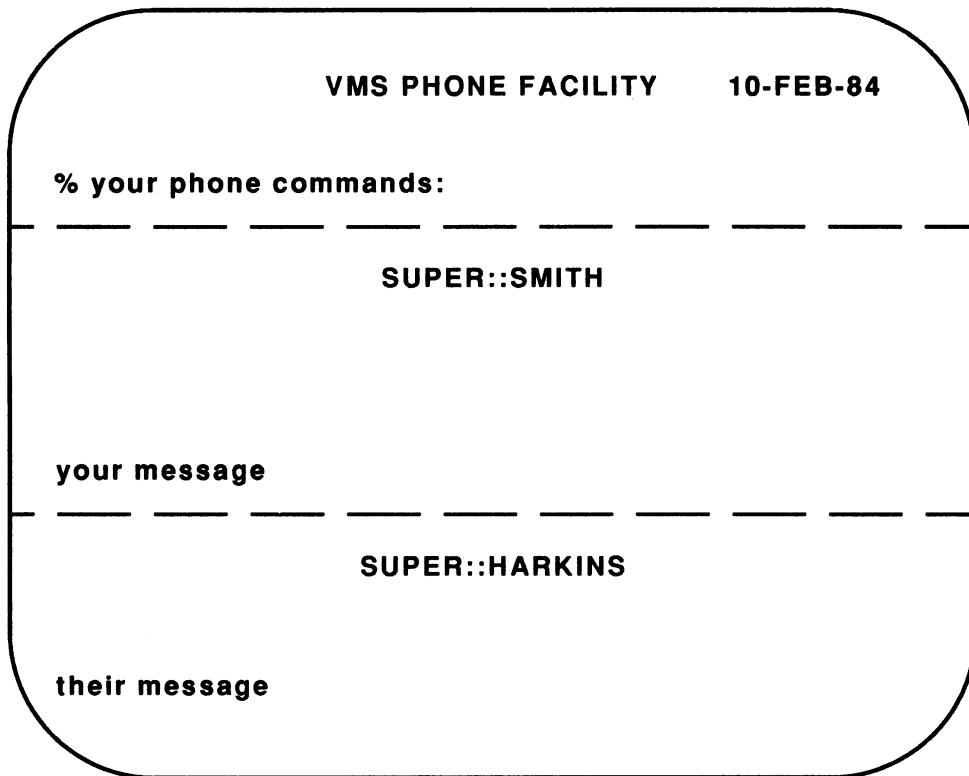 VMS PHONE FACILITY 10-FEB-84
% your phone commands:
SUPER::SMITH
your message
SUPER::HARKINS
their message